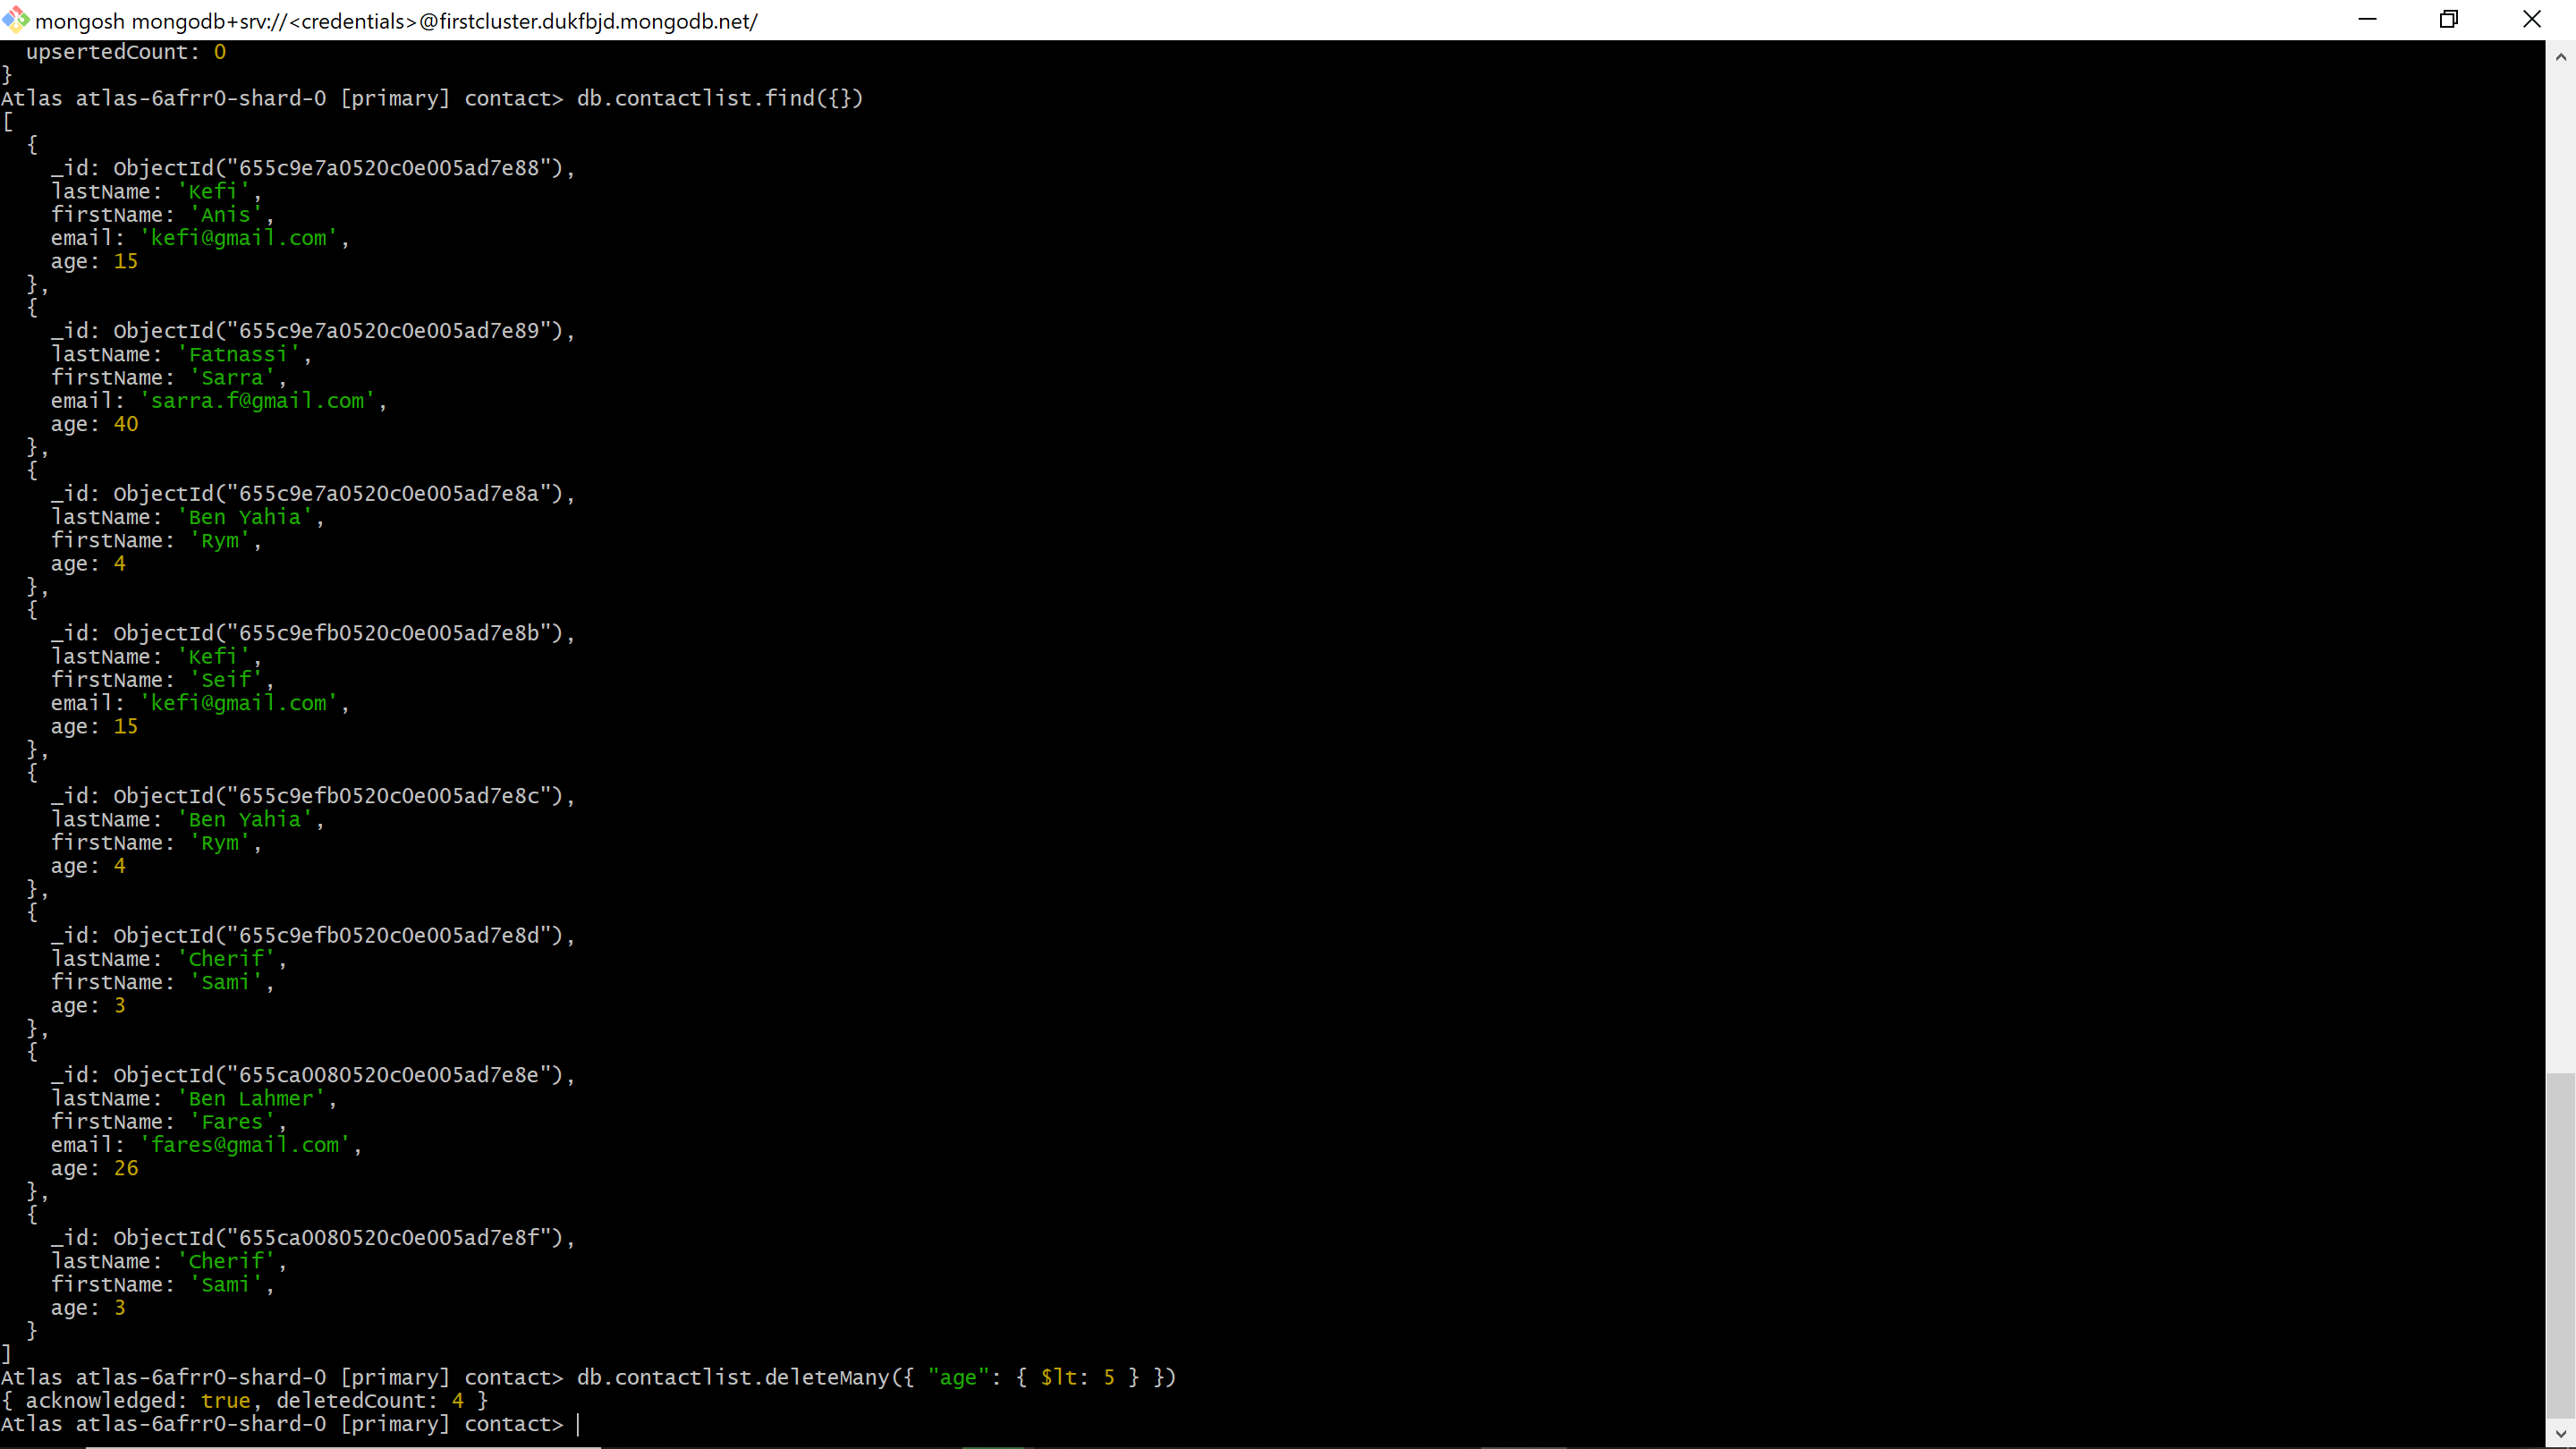 mongosh mongodb+srv://<credentials>@firstcluster.dukfbjd.mongodb.net/
  upsertedCount: 0
}
Atlas atlas-6afrr0-shard-0 [primary] contact> db.contactlist.find({})
[
  {
    _id: ObjectId("655c9e7a0520c0e005ad7e88"),
    lastName: 'Kefi',
    firstName: 'Anis',
    email: 'kefi@gmail.com',
    age: 15
  },
  {
    _id: ObjectId("655c9e7a0520c0e005ad7e89"),
    lastName: 'Fatnassi',
    firstName: 'Sarra',
    email: 'sarra.f@gmail.com',
    age: 40
  },
  {
    _id: ObjectId("655c9e7a0520c0e005ad7e8a"),
    lastName: 'Ben Yahia',
    firstName: 'Rym',
    age: 4
  },
  {
    _id: ObjectId("655c9efb0520c0e005ad7e8b"),
    lastName: 'Kefi',
    firstName: 'Seif',
    email: 'kefi@gmail.com',
    age: 15
  },
  {
    _id: ObjectId("655c9efb0520c0e005ad7e8c"),
    lastName: 'Ben Yahia',
    firstName: 'Rym',
    age: 4
  },
  {
    _id: ObjectId("655c9efb0520c0e005ad7e8d"),
    lastName: 'Cherif',
    firstName: 'Sami',
    age: 3
  },
  {
    _id: ObjectId("655ca0080520c0e005ad7e8e"),
    lastName: 'Ben Lahmer',
    firstName: 'Fares',
    email: 'fares@gmail.com',
    age: 26
  },
  {
    _id: ObjectId("655ca0080520c0e005ad7e8f"),
    lastName: 'Cherif',
    firstName: 'Sami',
    age: 3
  }
]
Atlas atlas-6afrr0-shard-0 [primary] contact> db.contactlist.deleteMany({ "age": { $lt: 5 } })
{ acknowledged: true, deletedCount: 4 }
Atlas atlas-6afrr0-shard-0 [primary] contact>